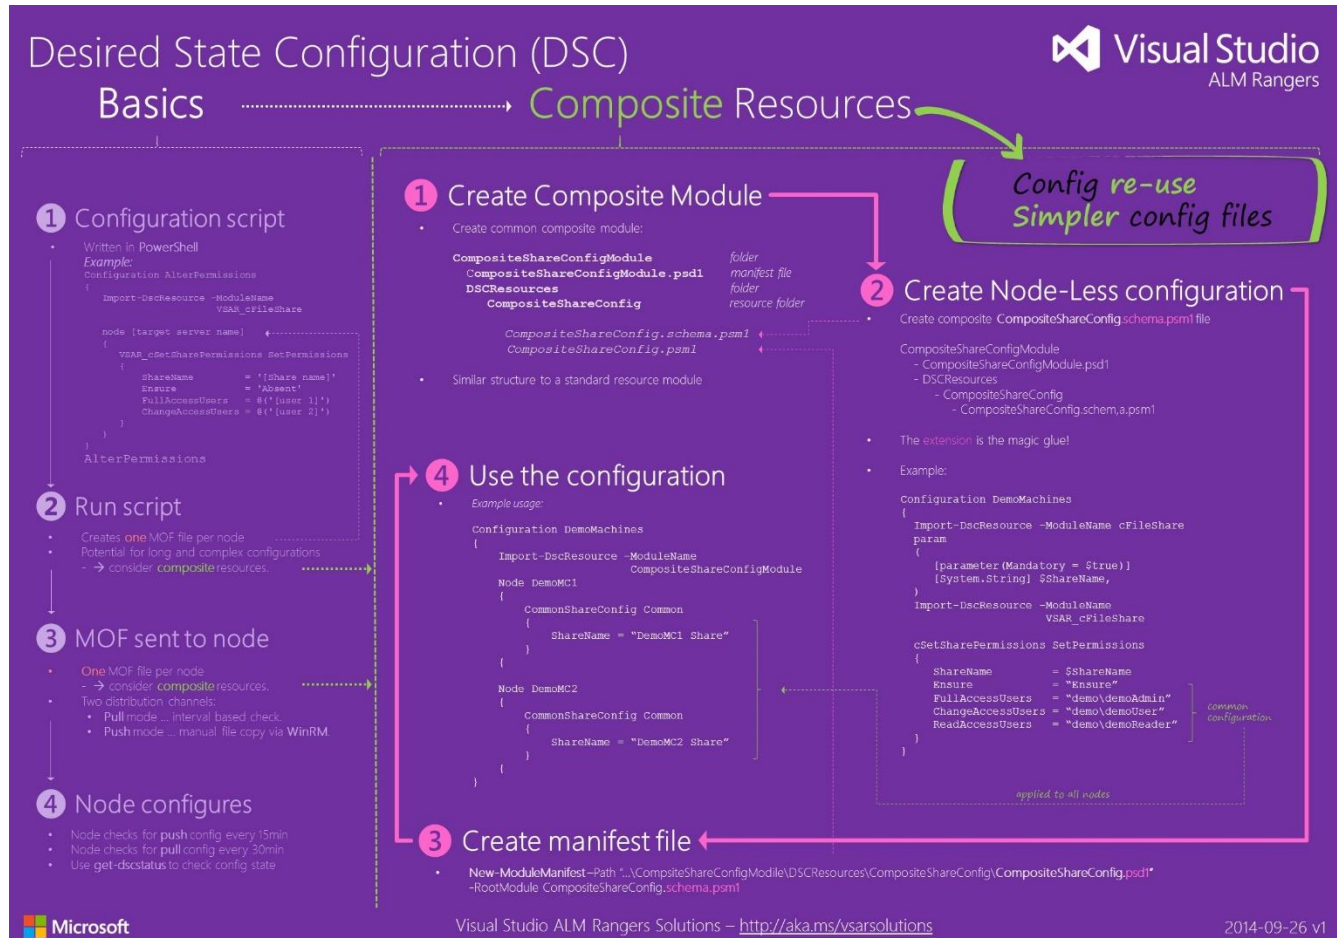 Desired State Configuration (DSC)
Visual Studio
ALM Rangers
Basics
Composite Resources
Config re-use
Simpler config files
1 Configuration script
• Written in PowerShell
Example:
Configuration AlterPermissions
{
Import-DscResource -ModuleName
VSAR_cFileShare
node [target server name]
{
VSAR_cSetSharePermissions SetPermissions
{
ShareName = '[Share name]'
Ensure = 'Absent'
FullAccessUsers = @('[user 1]')
ChangeAccessUsers = @('[user 2]')
}
}
}
AlterPermissions
2 Run script
• Creates one MOF file per node
• Potential for long and complex configurations
- → consider composite resources.
3 MOF sent to node
• One MOF file per node
- → consider composite resources.
• Two distribution channels:
• Pull mode ... interval based check.
• Push mode ... manual file copy via WinRM.
4 Node configures
• Node checks for push config every 15min
• Node checks for pull config every 30min
• Use get-dscstatus to check config state
1 Create Composite Module
• Create common composite module:
CompositeShareConfigModule folder
CompositeShareConfigModule.psd1 manifest file
DSCResources folder
CompositeShareConfig resource folder
CompositeShareConfig.schema.psm1
CompositeShareConfig.psm1
• Similar structure to a standard resource module
2 Create Node-Less configuration
• Create composite CompositeShareConfig.schema.psm1 file
CompositeShareConfigModule
- CompositeShareConfigModule.psd1
- DSCResources
- CompositeShareConfig
- CompositeShareConfig.schem,a.psm1
• The extension is the magic glue!
• Example:
Configuration DemoMachines
{
Import-DscResource -ModuleName cFileShare
param
(
[parameter(Mandatory = $true)]
[System.String] $ShareName,
)
Import-DscResource -ModuleName
VSAR_cFileShare
cSetSharePermissions SetPermissions
{
ShareName = $ShareName
Ensure = "Ensure"
FullAccessUsers = "demo\demoAdmin"
ChangeAccessUsers = "demo\demoUser"
ReadAccessUsers = "demo\demoReader"
}
}
common
configuration
applied to all nodes
3 Create manifest file
• New-ModuleManifest –Path "...\CompsiteShareConfigModile\DSCResources\CompositeShareConfig\CompositeShareConfig.psd1"
-RootModule CompositeShareConfig.schema.psm1
4 Use the configuration
• Example usage:
Configuration DemoMachines
{
Import-DscResource -ModuleName
CompositeShareConfigModule
Node DemoMC1
{
CommonShareConfig Common
{
ShareName = "DemoMC1 Share"
}
{
Node DemoMC2
{
CommonShareConfig Common
{
ShareName = "DemoMC2 Share"
}
{
}
Microsoft
Visual Studio ALM Rangers Solutions – http://aka.ms/vsarsolutions
2014-09-26 v1